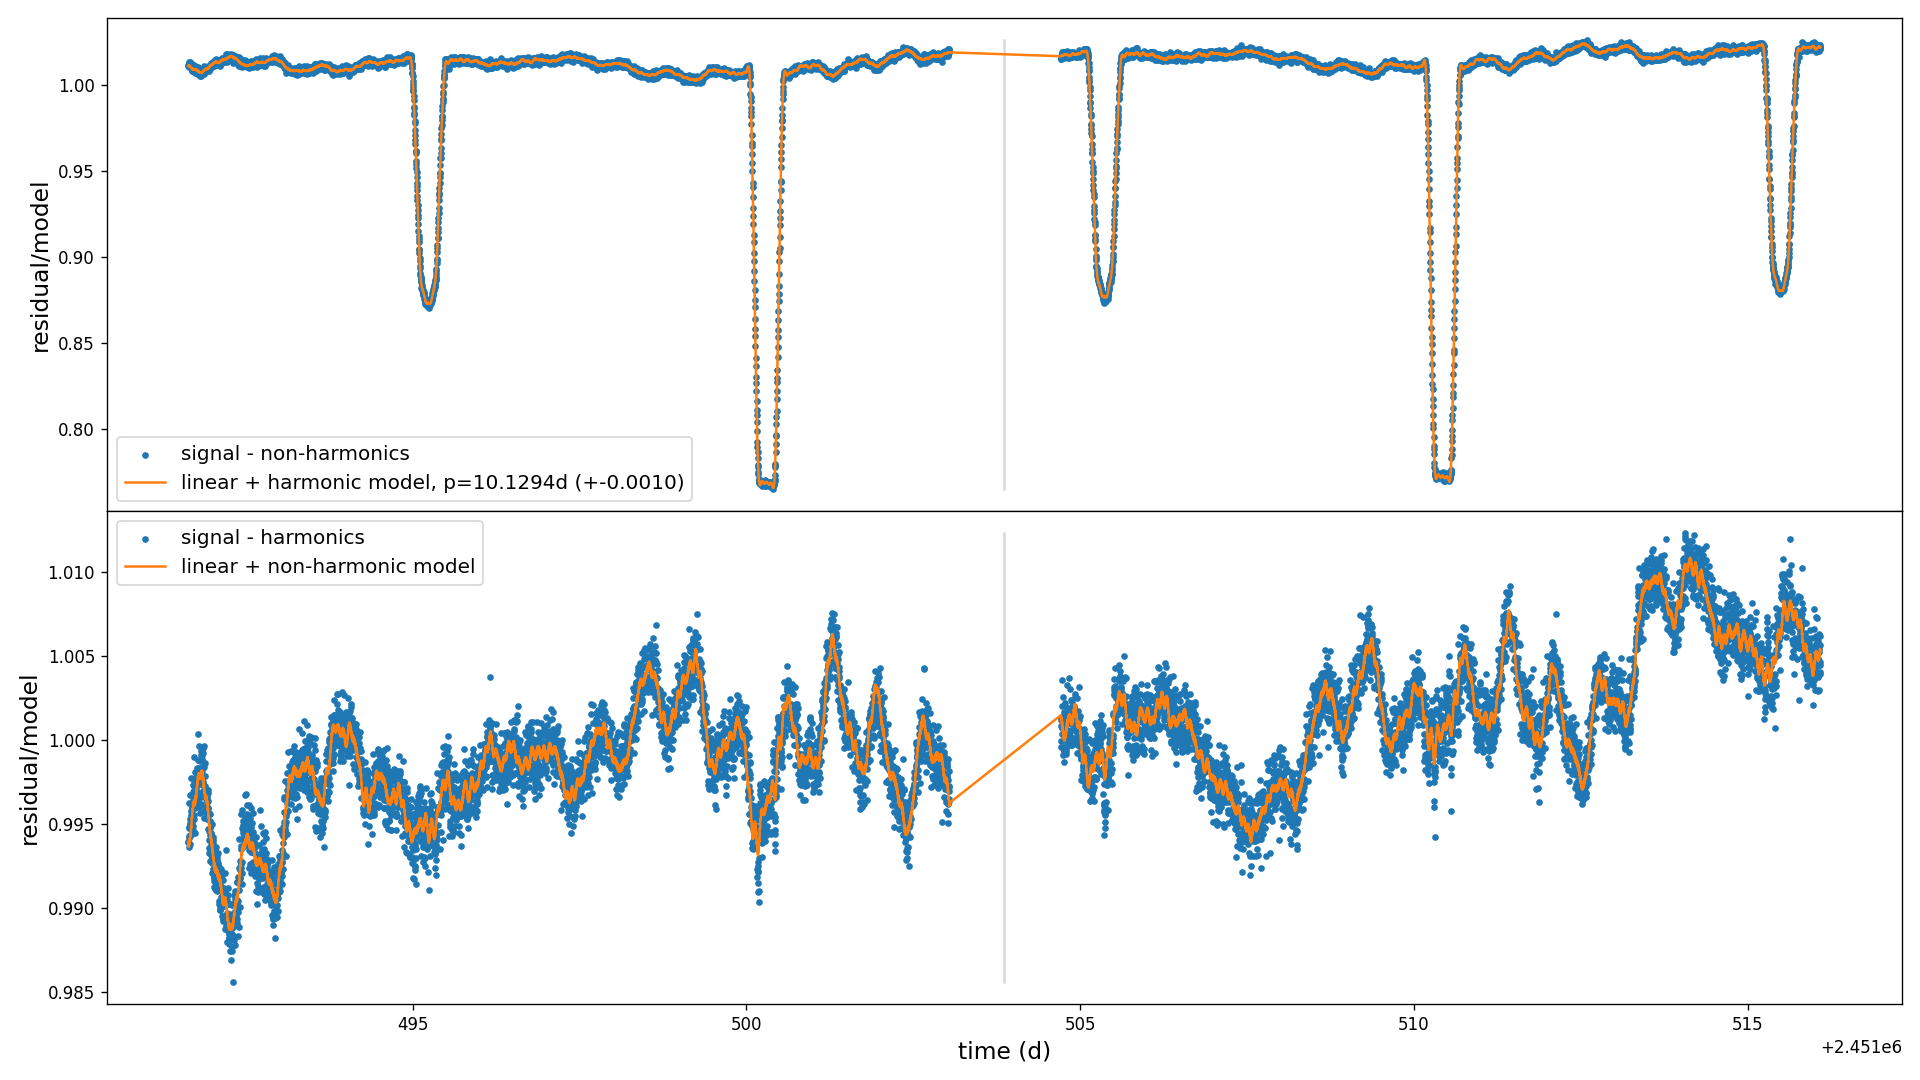 residual/model
1.00
0.95
0.90
0.85
0.80
signal - non-harmonics
linear + harmonic model, p=10.1294d (+-0.0010)
residual/model
1.010
1.005
1.000
0.995
0.990
0.985
signal - harmonics
linear + non-harmonic model
495 500 505 510 515
time (d)
+2.451e6